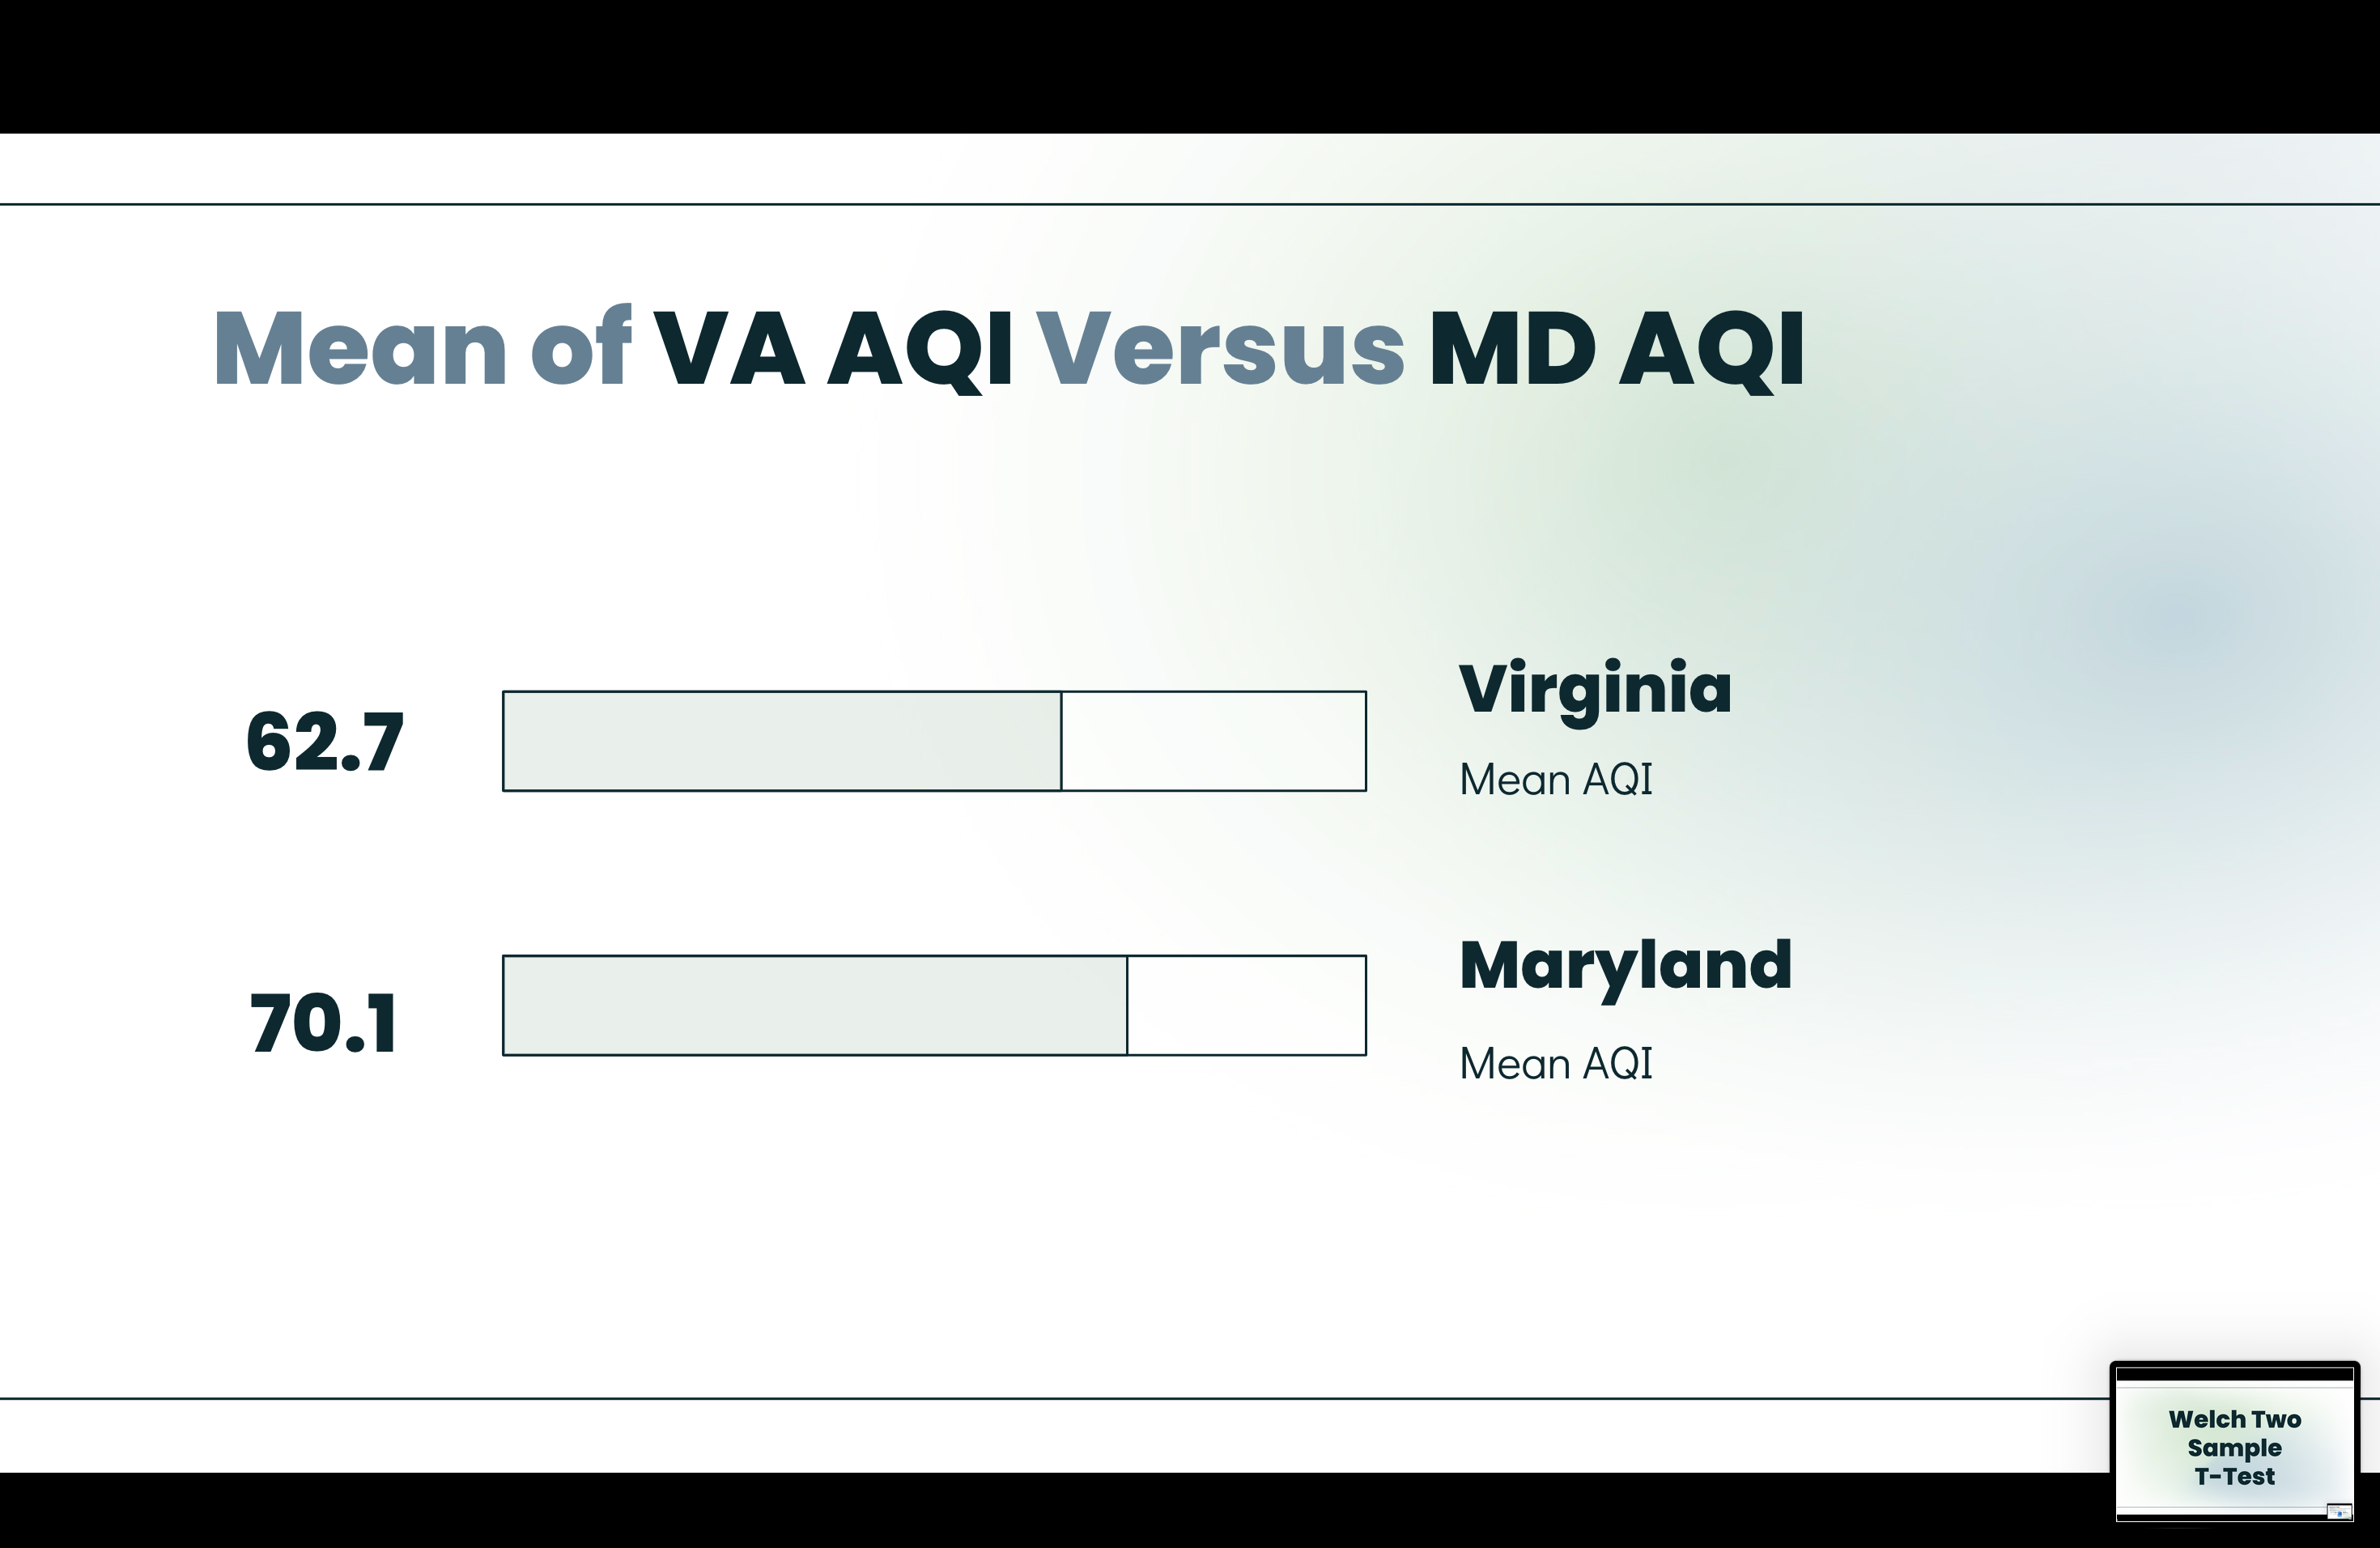 Mean of VA AQI Versus MD AQI
62.7
Virginia
Mean AQI
70.1
Maryland
Mean AQI
Welch Two
Sample
T-Test